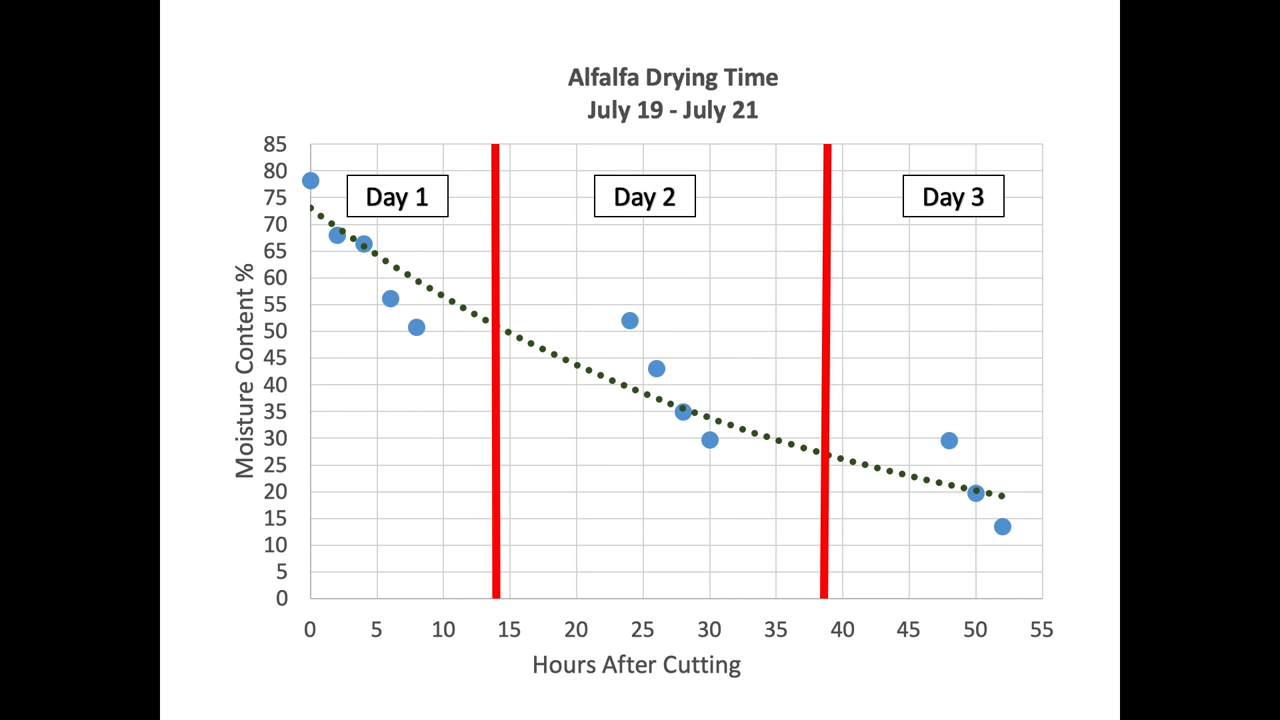 Alfalfa Drying Time
July 19 - July 21
85
80
75
70
65
60
55
50
45
40
35
30
25
20
15
10
5
0
Moisture Content %
Day 1
Day 2
Day 3
0 5 10 15 20 25 30 35 40 45 50 55
Hours After Cutting